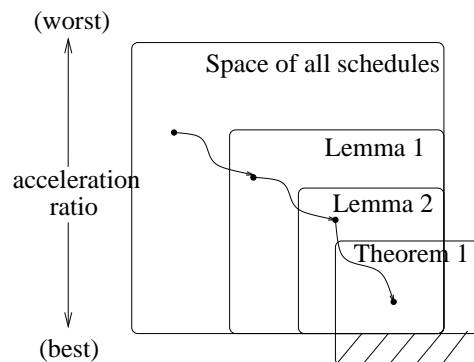 (worst)
Space of all schedules
Lemma 1
acceleration
ratio
Lemma 2
Theorem 1
(best)